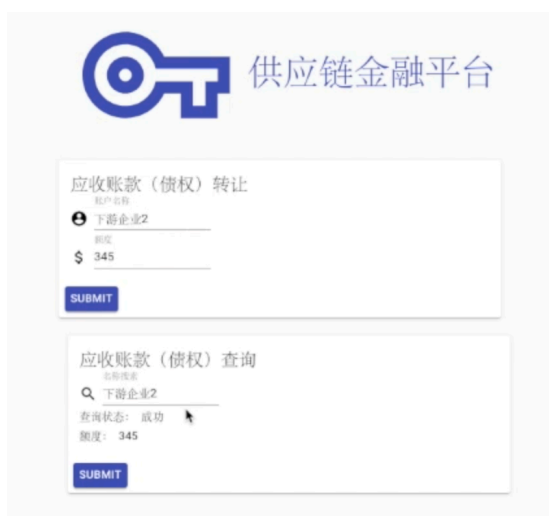 供应链金融平台
应收账款（债权）转让
账户名称
下游企业2
额度
$ 345
SUBMIT
应收账款（债权）查询
名称搜索
下游企业2
查询状态： 成功
额度： 345
SUBMIT